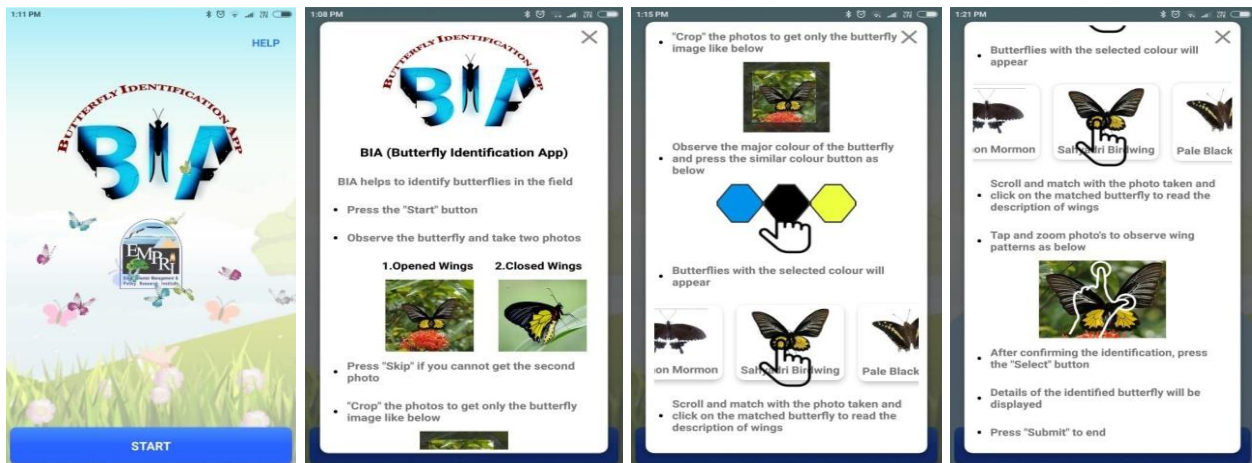 1:11 PM
HELP
BUTTERFLY IDENTIFICATION APP
BIA
EMPRI
START
1:08 PM
BUTTERFLY IDENTIFICATION APP
BIA
BIA (Butterfly Identification App)
BIA helps to identify butterflies in the field
• Press the "Start" button
• Observe the butterfly and take two photos
1.Opened Wings 2.Closed Wings
• Press "Skip" if you cannot get the second
photo
• "Crop" the photos to get only the butterfly
image like below
1:15 PM
• "Crop" the photos to get only the butterfly
image like below
Observe the major colour of the butterfly
• and press the similar colour button as
below
• Butterflies with the selected colour will
appear
on Mormon
Birdwing
Pale Black
Scroll and match with the photo taken and
• click on the matched butterfly to read the
description of wings
1:21 PM
• Butterflies with the selected colour will
appear
on Mormon
Birdwing
Pale Black
Scroll and match with the photo taken and
• click on the matched butterfly to read the
description of wings
• Tap and zoom photo's to observe wing
patterns as below
• After confirming the identification, press
the "Select" button
• Details of the identified butterfly will be
displayed
• Press "Submit" to end